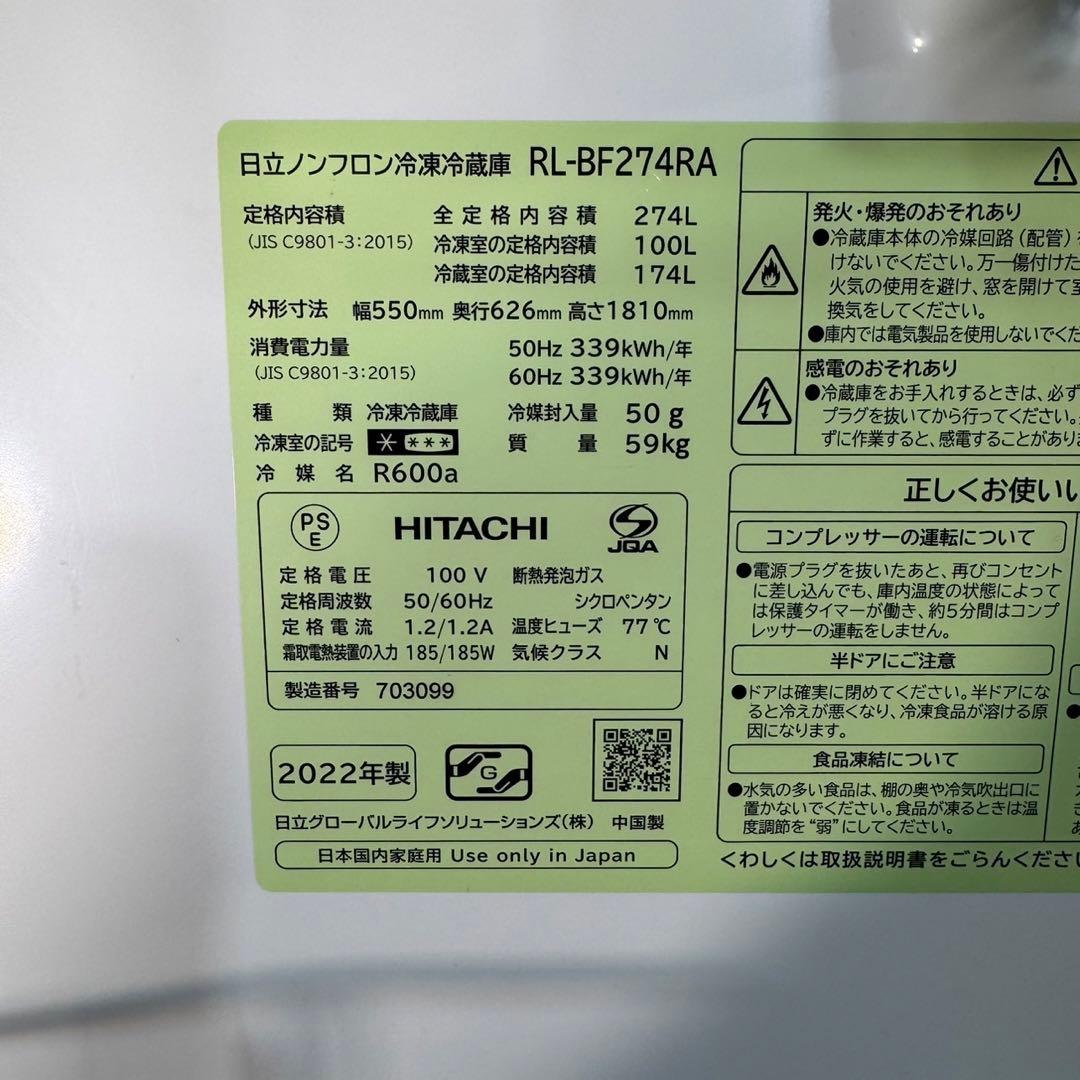 日立ノンフロン冷凍冷蔵庫 RL-BF274RA
定格内容積 全定格内容積 274L
(JIS C9801-3:2015) 冷凍室の定格内容積 100L
冷蔵室の定格内容積 174L
外形寸法 幅550mm 奥行626mm 高さ1810mm
消費電力量 50Hz 339kWh/年
(JIS C9801-3:2015) 60Hz 339kWh/年
種類 冷凍冷蔵庫 冷媒封入量 50g
冷凍室の記号 * *** 質量 59kg
冷媒名 R600a
PSE HITACHI JQA
定格電圧 100V 断熱発泡ガス
定格周波数 50/60Hz シクロペンタン
定格電流 1.2/1.2A 温度ヒューズ 77℃
霜取電熱装置の入力 185/185W 気候クラス N
製造番号 703099
2022年製 G
日立グローバルライフソリューションズ(株) 中国製
日本国内家庭用 Use only in Japan
発火・爆発のおそれあり
●冷蔵庫本体の冷媒回路(配管)を
けないでください。万一傷付けた
火気の使用を避け、窓を開けて室
換気をしてください。
●庫内では電気製品を使用しないでくだ
感電のおそれあり
●冷蔵庫をお手入れするときは、必ず
プラグを抜いてから行ってください。
ずに作業すると、感電することがあり
正しくお使いい
コンプレッサーの運転について
●電源プラグを抜いたあと、再びコンセント
に差し込んでも、庫内温度の状態によって
は保護タイマーが働き、約5分間はコンプ
レッサーの運転をしません。
半ドアにご注意
●ドアは確実に閉めてください。半ドアにな
ると冷えが悪くなり、冷凍食品が溶ける原
因になります。
食品凍結について
●水気の多い食品は、棚の奥や冷気吹出口に
置かないでください。食品が凍るときは温
度調節を“弱”にしてください。
くわしくは取扱説明書をごらんくださ